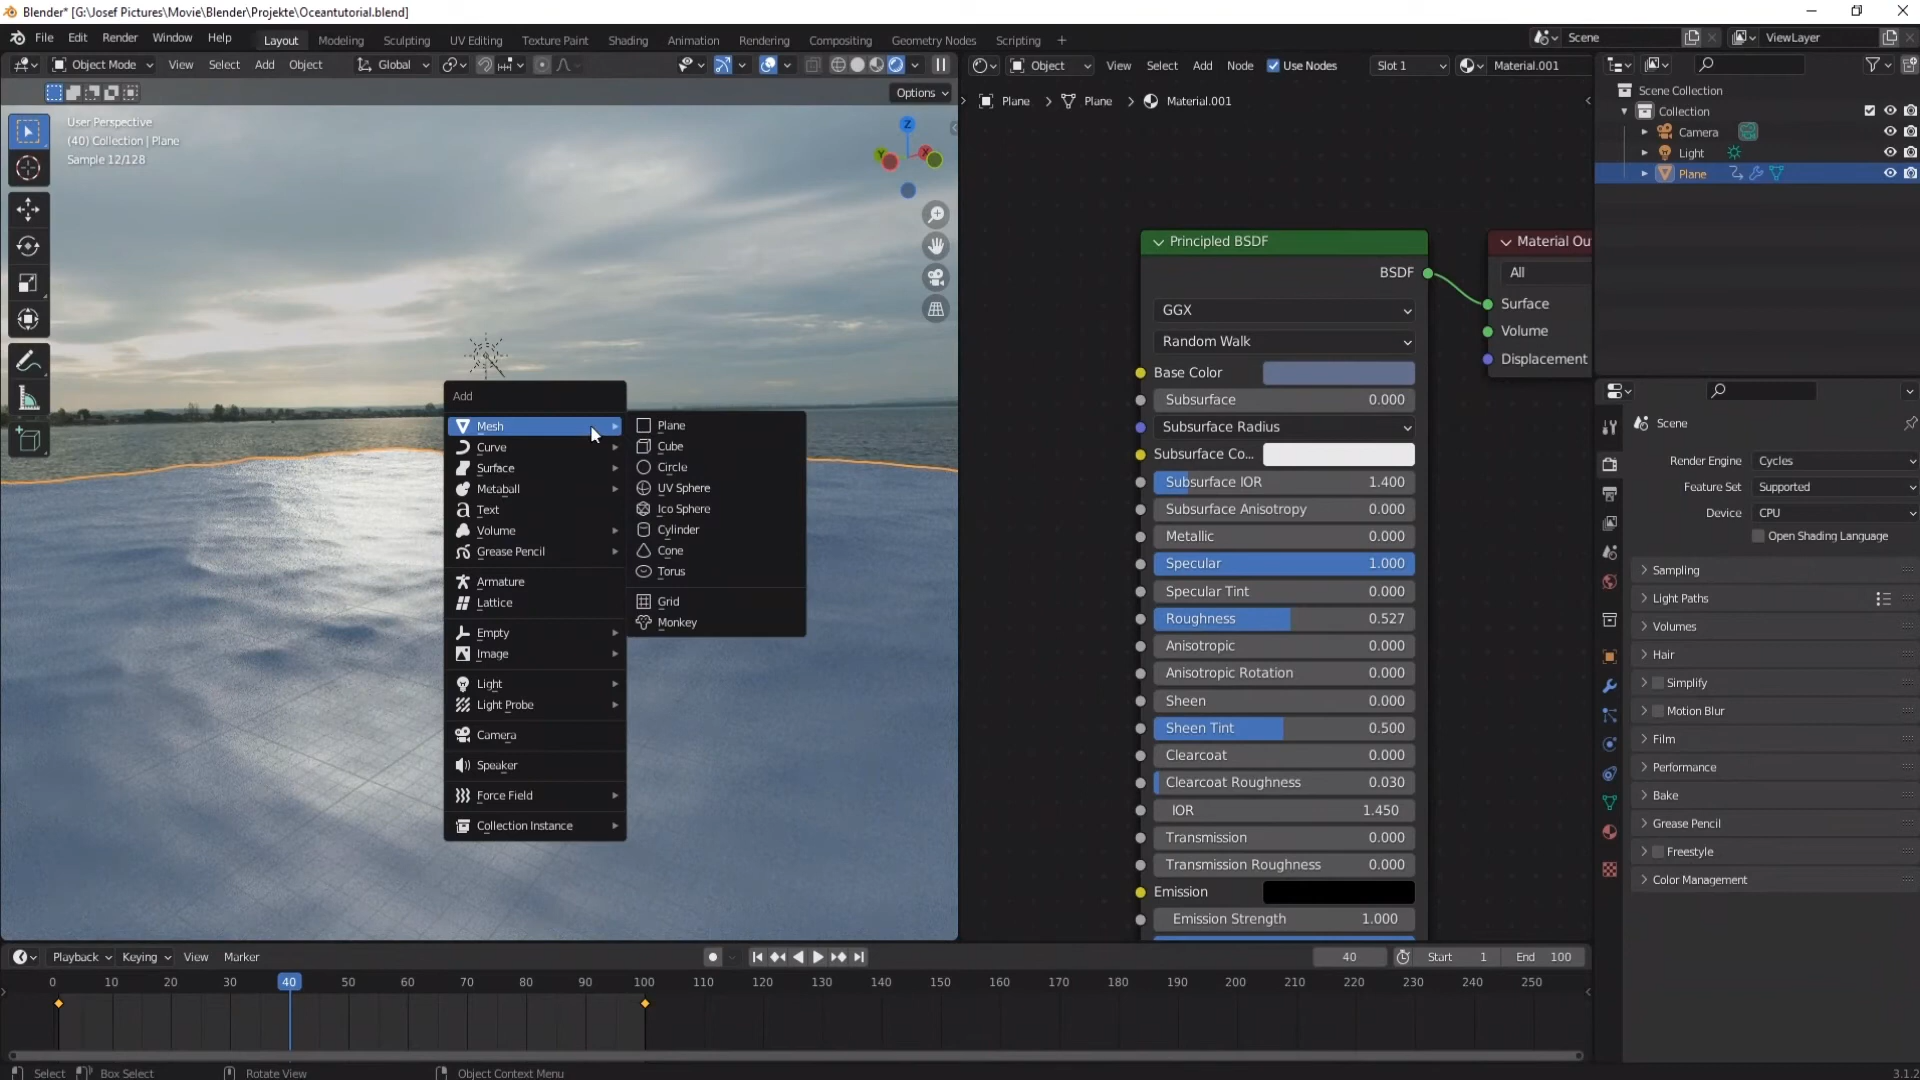 Blender* [G:\Josef Pictures\Movie\Blender\Projekte\Oceantutorial.blend]
File Edit Render Window Help Layout Modeling Sculpting UV Editing Texture Paint Shading Animation Rendering Compositing Geometry Nodes Scripting + Scene ViewLayer
Object Mode View Select Add Object Global Object View Select Add Node Use Nodes Slot 1 Material.001
Options
Plane > Plane > Material.001
User Perspective
(40) Collection | Plane
Sample 12/128
Z
Y
X
Scene Collection
Collection
Camera
Light
Plane
Add
Mesh
Curve
Surface
Metaball
Text
Volume
Grease Pencil
Armature
Lattice
Empty
Image
Light
Light Probe
Camera
Speaker
Force Field
Collection Instance
Plane
Cube
Circle
UV Sphere
Ico Sphere
Cylinder
Cone
Torus
Grid
Monkey
Principled BSDF
BSDF
GGX
Random Walk
Base Color
Subsurface 0.000
Subsurface Radius
Subsurface Co...
Subsurface IOR 1.400
Subsurface Anisotropy 0.000
Metallic 0.000
Specular 1.000
Specular Tint 0.000
Roughness 0.527
Anisotropic 0.000
Anisotropic Rotation 0.000
Sheen 0.000
Sheen Tint 0.500
Clearcoat 0.000
Clearcoat Roughness 0.030
IOR 1.450
Transmission 0.000
Transmission Roughness 0.000
Emission
Emission Strength 1.000
Material Ou
All
Surface
Volume
Displacement
Scene
Render Engine Cycles
Feature Set Supported
Device CPU
Open Shading Language
Sampling
Light Paths
Volumes
Hair
Simplify
Motion Blur
Film
Performance
Bake
Grease Pencil
Freestyle
Color Management
Playback Keying View Marker 40 Start 1 End 100
0 10 20 30 40 50 60 70 80 90 100 110 120 130 140 150 160 170 180 190 200 210 220 230 240 250
Select Box Select Rotate View Object Context Menu 3.1.2